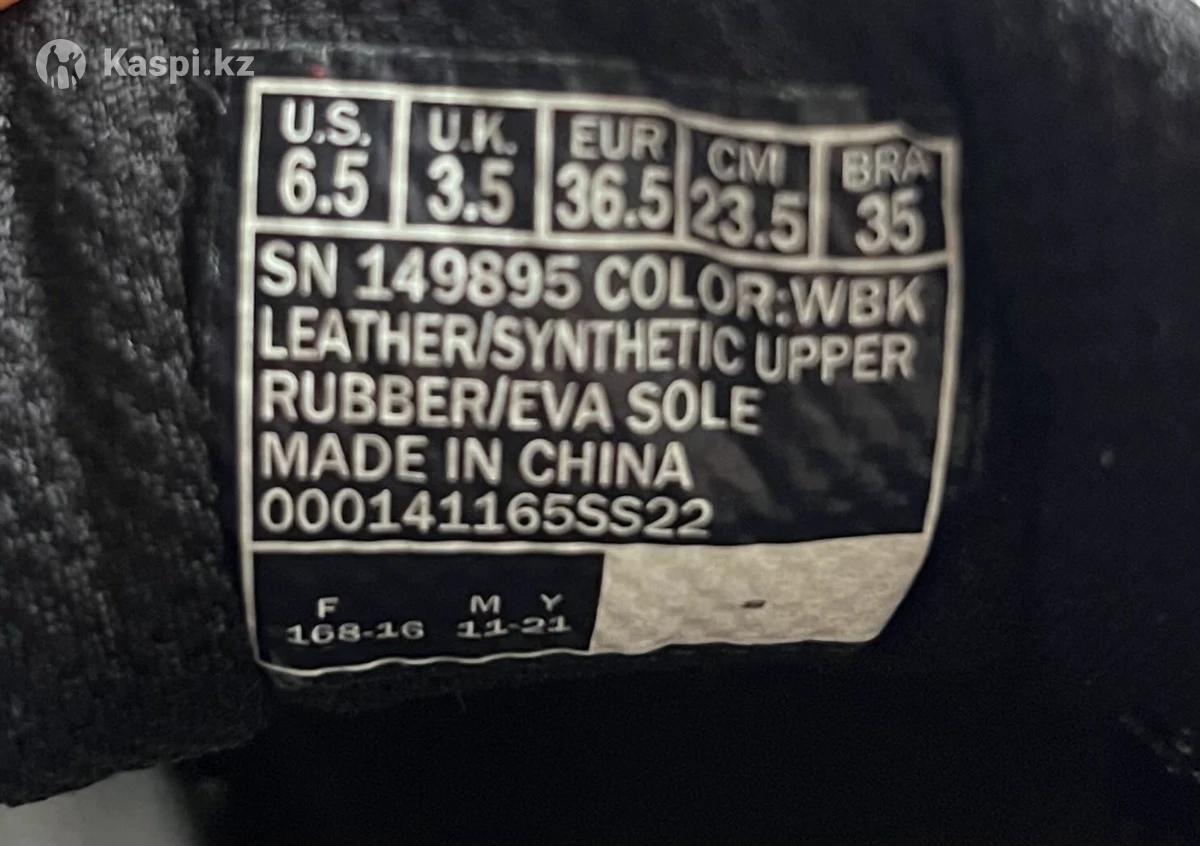 Kaspi.kz
U.S. U.K. EUR CM BRA
6.5 3.5 36.5 23.5 35
SN 149895 COLOR:WBK
LEATHER/SYNTHETIC UPPER
RUBBER/EVA SOLE
MADE IN CHINA
000141165SS22
F M Y
168-16 11-21